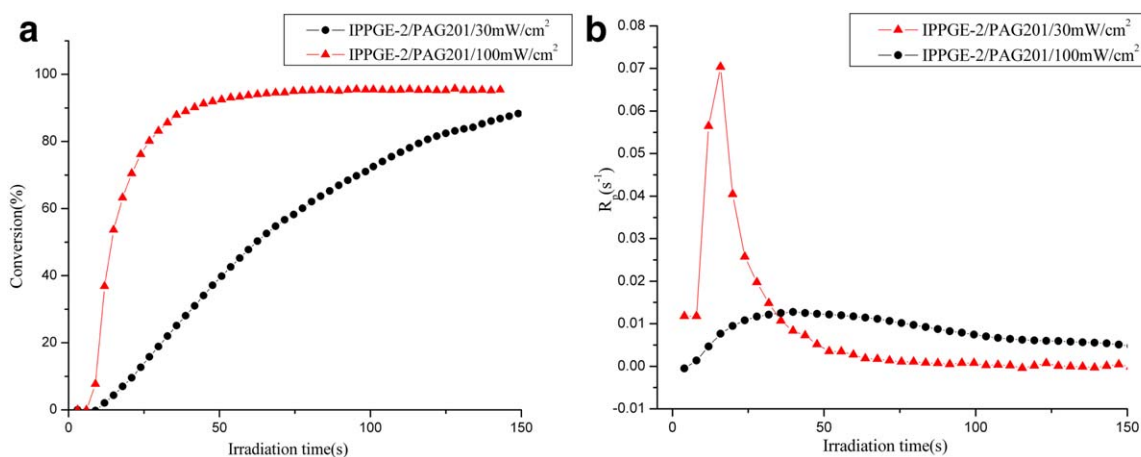 a
IPPGE-2/PAG201/30mW/cm²
IPPGE-2/PAG201/100mW/cm²
100
80
60
40
20
0
Conversion(%)
0 50 100 150
Irradiation time(s)
b
IPPGE-2/PAG201/30mW/cm²
IPPGE-2/PAG201/100mW/cm²
0.08
0.07
0.06
0.05
0.04
0.03
0.02
0.01
0.00
-0.01
Rp(s⁻¹)
0 50 100 150
Irradiation time(s)